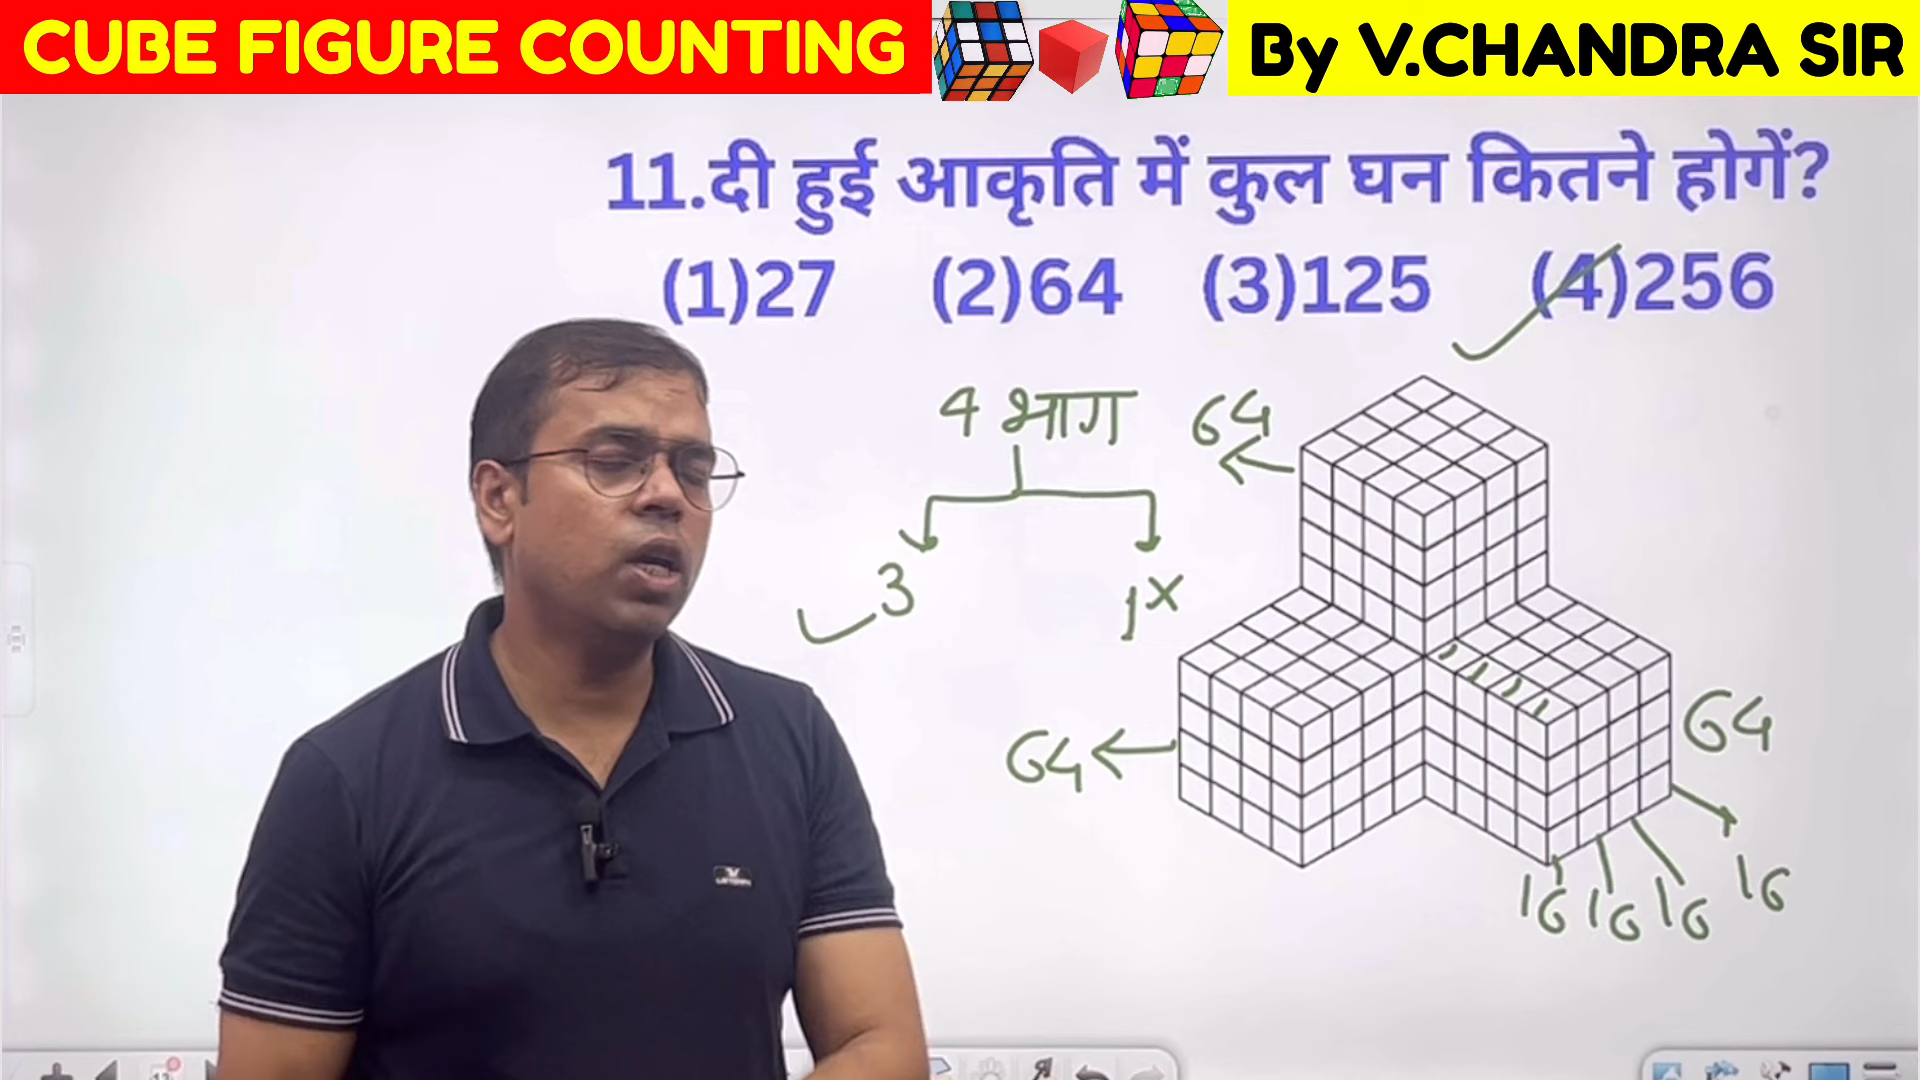 CUBE FIGURE COUNTING
By V.CHANDRA SIR
11.दी हुई आकृति में कुल घन कितने होगें?
(1)27 (2)64 (3)125 (4)256
4 भाग
3
1 x
64
64
64
16 16 16 16